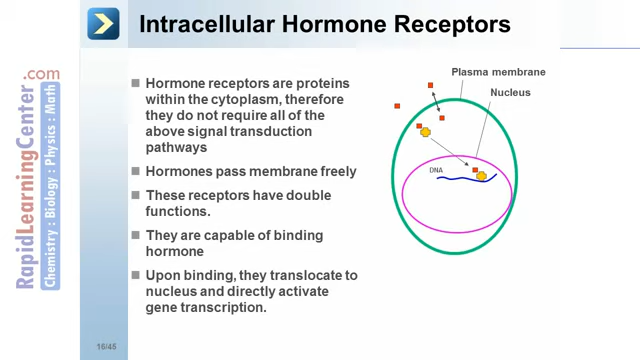 Intracellular Hormone Receptors
Hormone receptors are proteins
within the cytoplasm, therefore
they do not require all of the
above signal transduction
pathways
Hormones pass membrane freely
These receptors have double
functions.
They are capable of binding
hormone
Upon binding, they translocate to
nucleus and directly activate
gene transcription.
Plasma membrane
Nucleus
DNA
RapidLearningCenter.com
Chemistry : Biology : Physics : Math
16/45